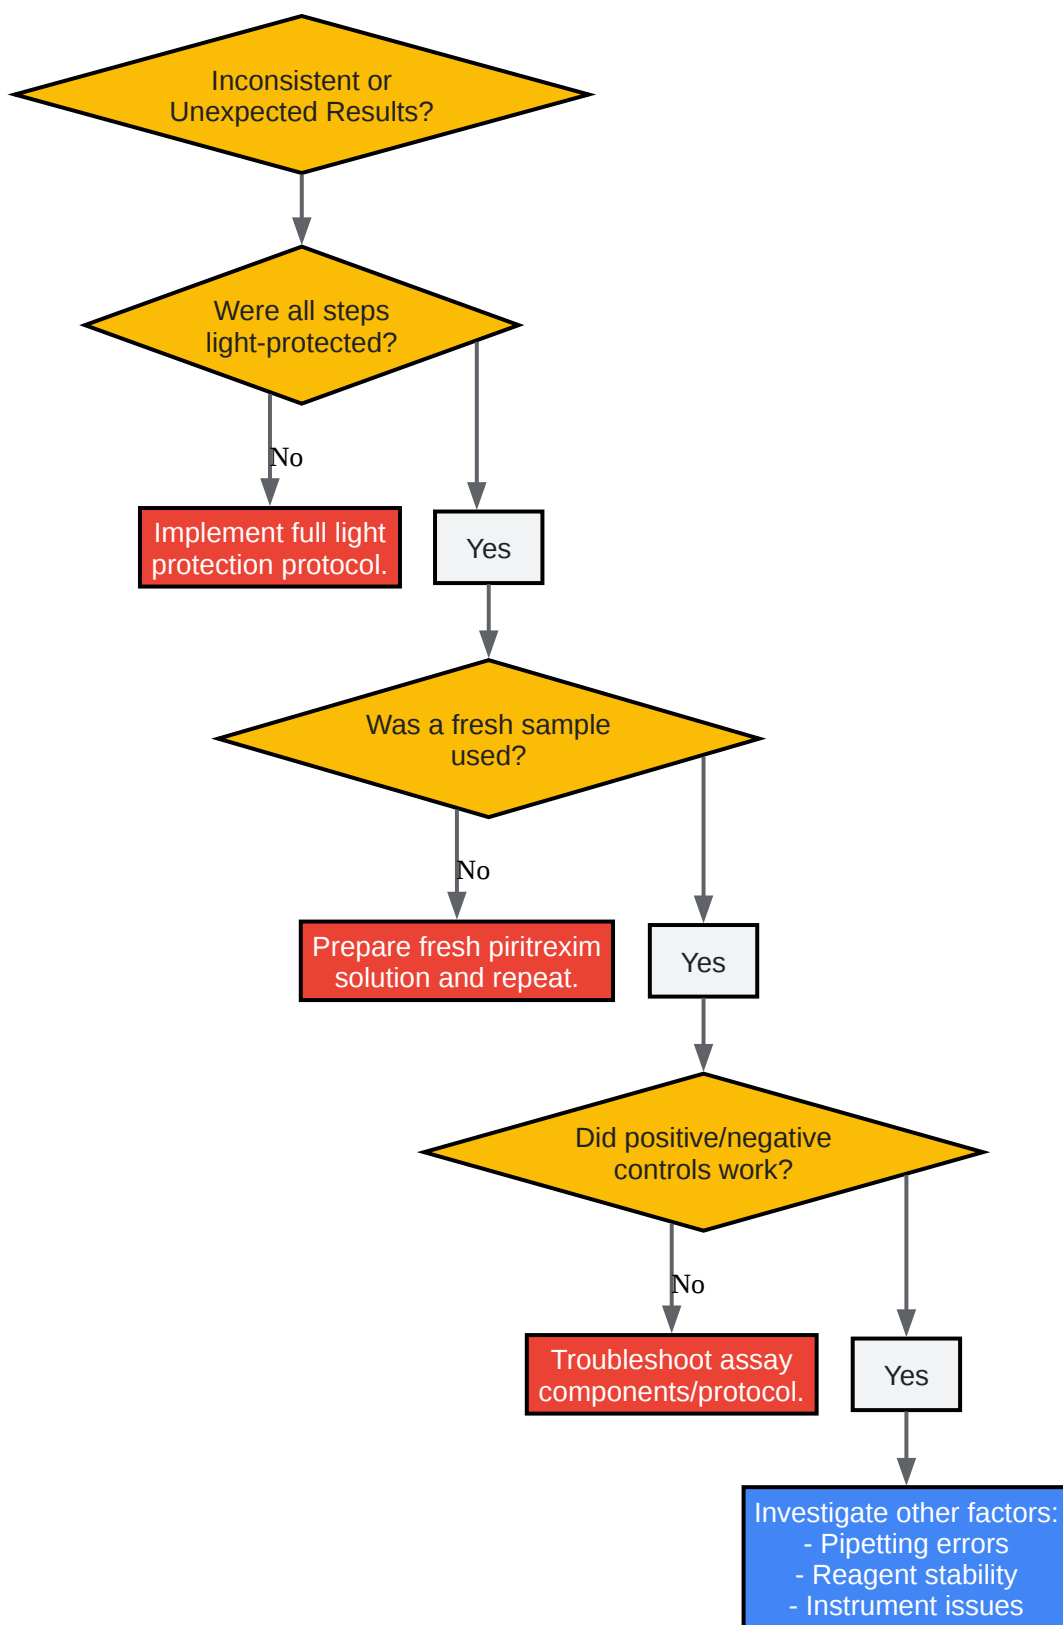 Inconsistent or
Unexpected Results?
Were all steps
light-protected?
No
Implement full light
protection protocol.
Yes
Was a fresh sample
used?
No
Prepare fresh piritrexim
solution and repeat.
Yes
Did positive/negative
controls work?
No
Troubleshoot assay
components/protocol.
Yes
Investigate other factors:
- Pipetting errors
- Reagent stability
- Instrument issues